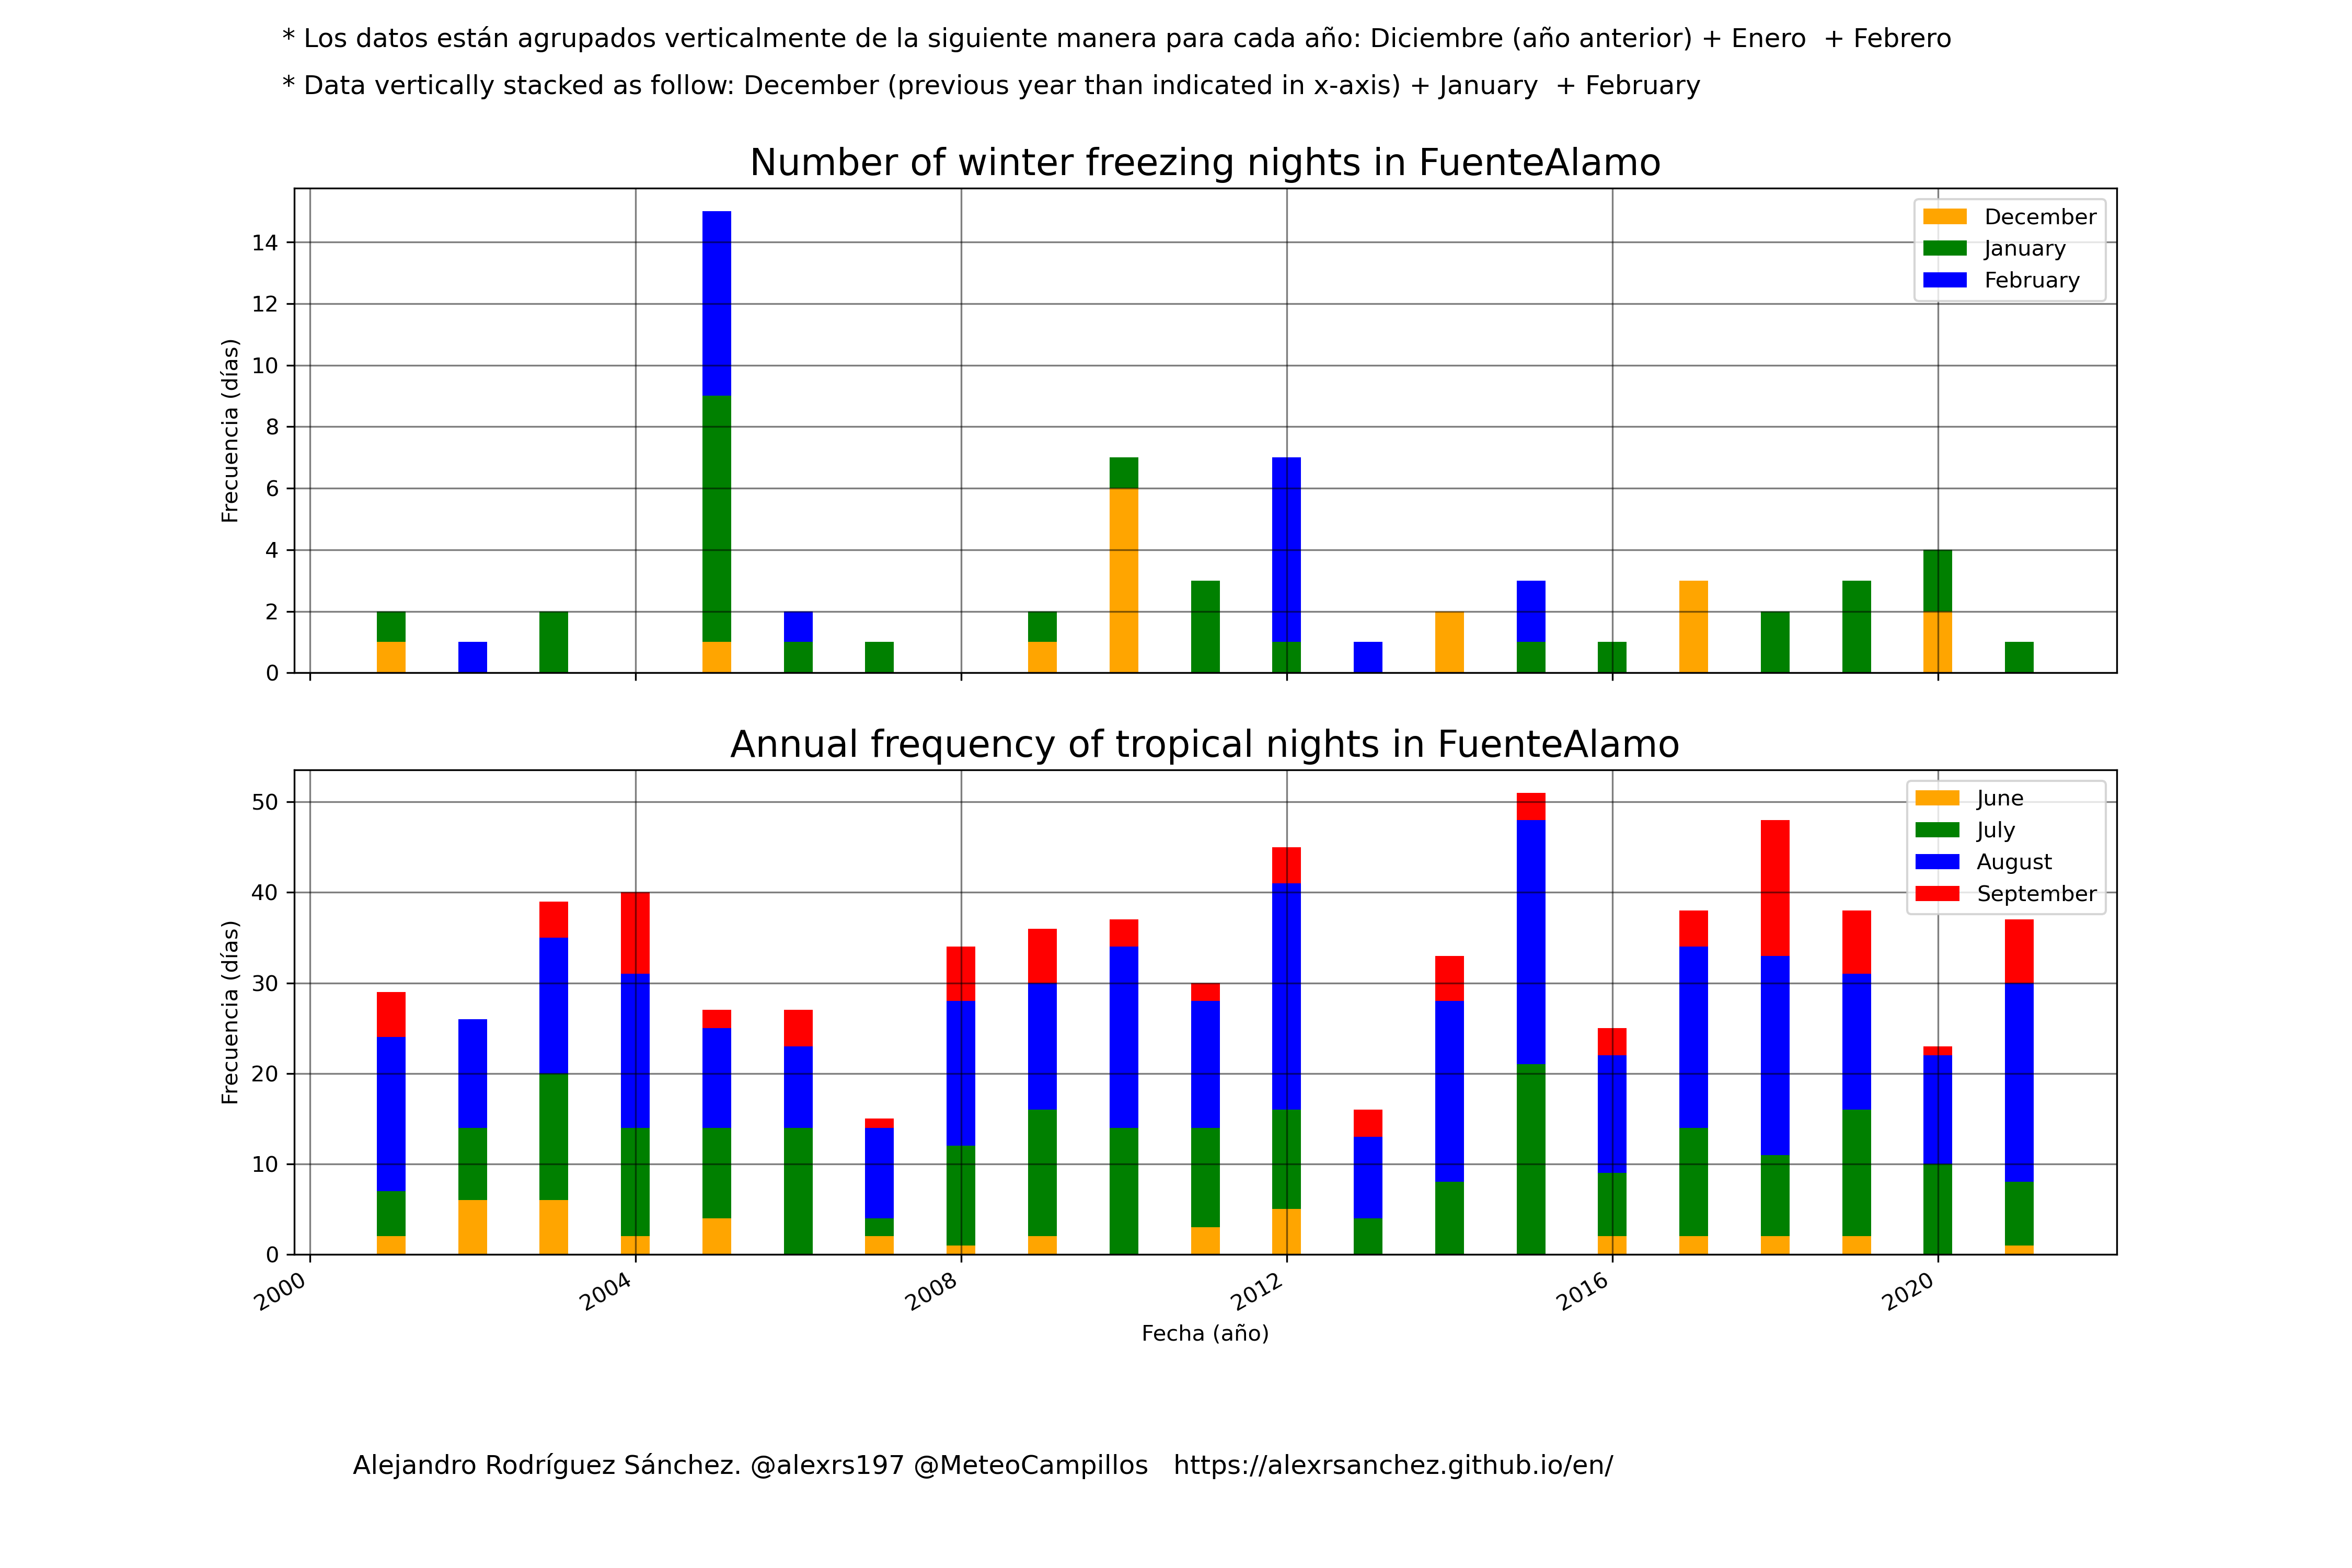 * Los datos están agrupados verticalmente de la siguiente manera para cada año: Diciembre (año anterior) + Enero  + Febrero
* Data vertically stacked as follow: December (previous year than indicated in x-axis) + January  + February
Number of winter freezing nights in FuenteAlamo
Frecuencia (días)
14
12
10
8
6
4
2
0
December
January
February
Annual frequency of tropical nights in FuenteAlamo
Frecuencia (días)
50
40
30
20
10
0
June
July
August
September
2000
2004
2008
2012
2016
2020
Fecha (año)
Alejandro Rodríguez Sánchez. @alexrs197 @MeteoCampillos   https://alexrsanchez.github.io/en/